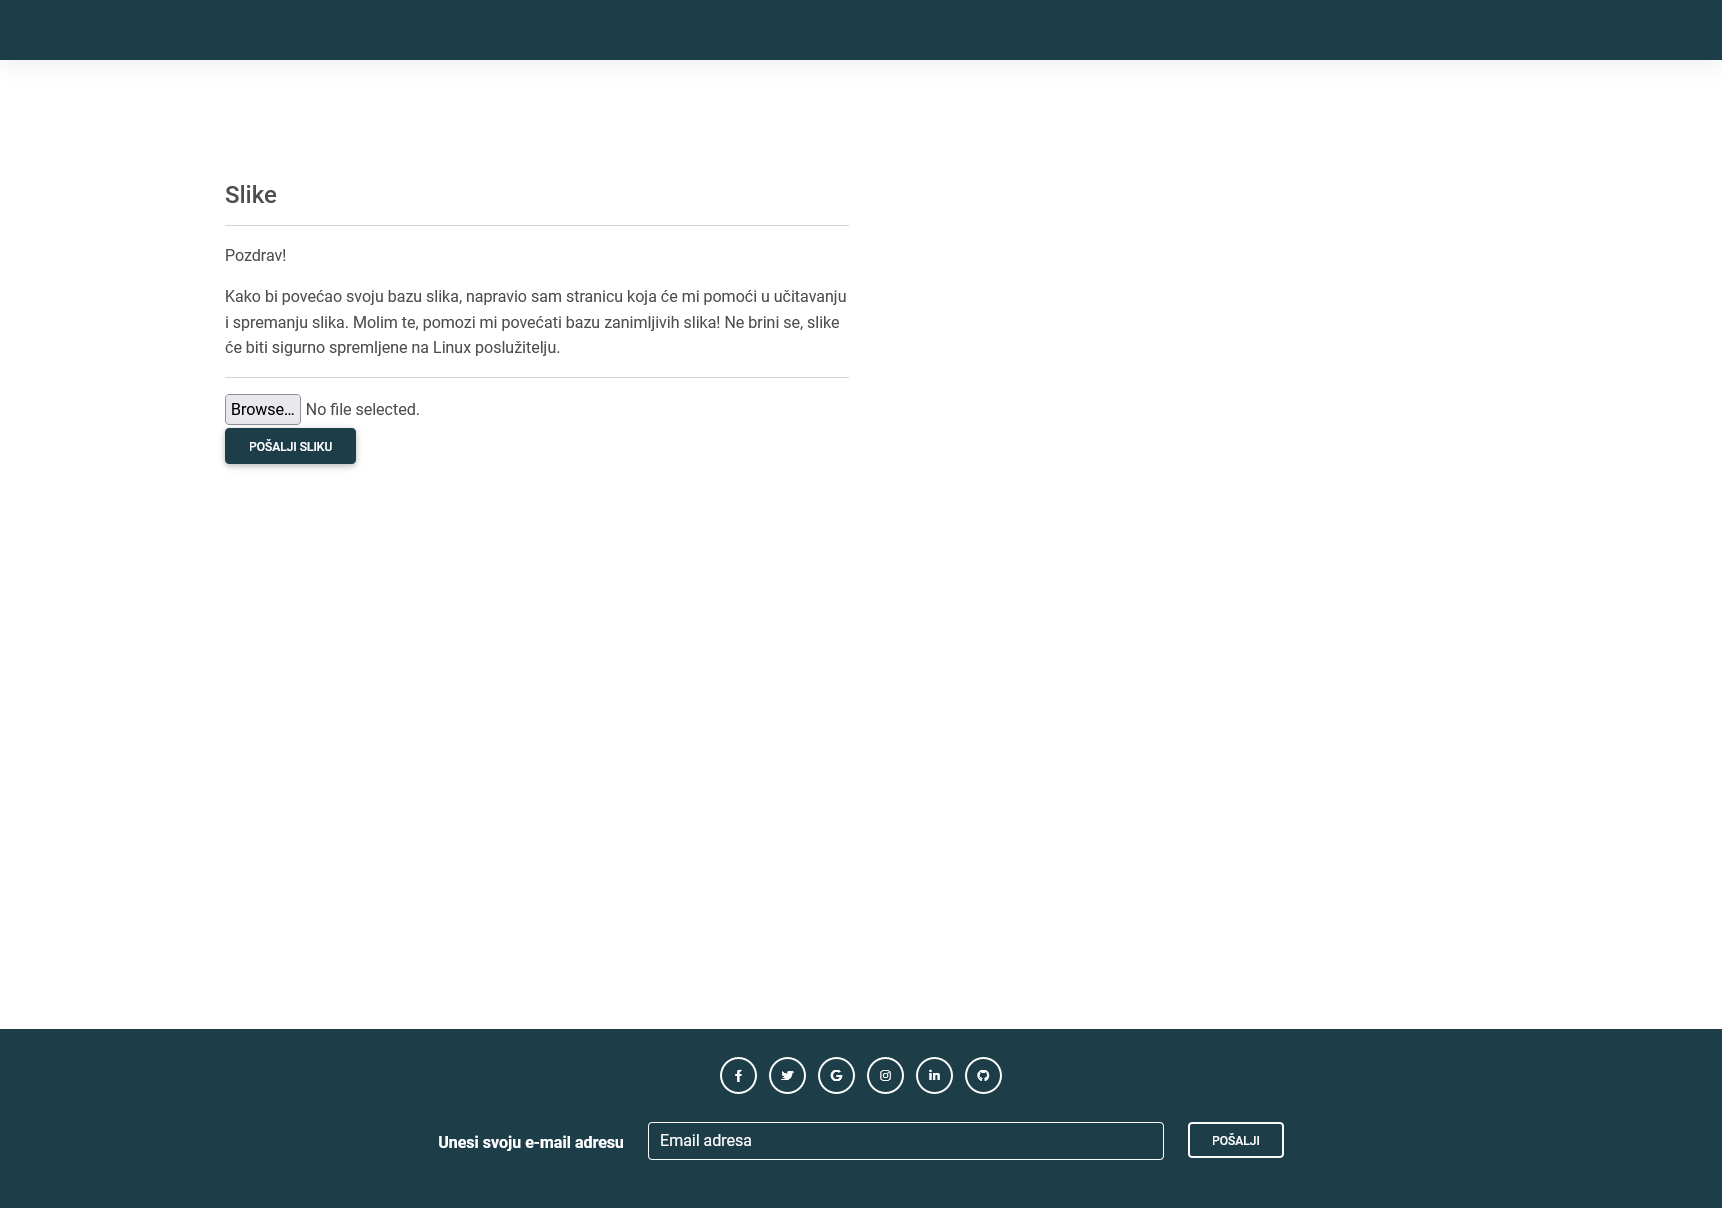 Slike
Pozdrav!
Kako bi povećao svoju bazu slika, napravio sam stranicu koja će mi pomoći u učitavanju
i spremanju slika. Molim te, pomozi mi povećati bazu zanimljivih slika! Ne brini se, slike
će biti sigurno spremljene na Linux poslužitelju.
Browse… No file selected.
POŠALJI SLIKU
Unesi svoju e-mail adresu Email adresa POŠALJI